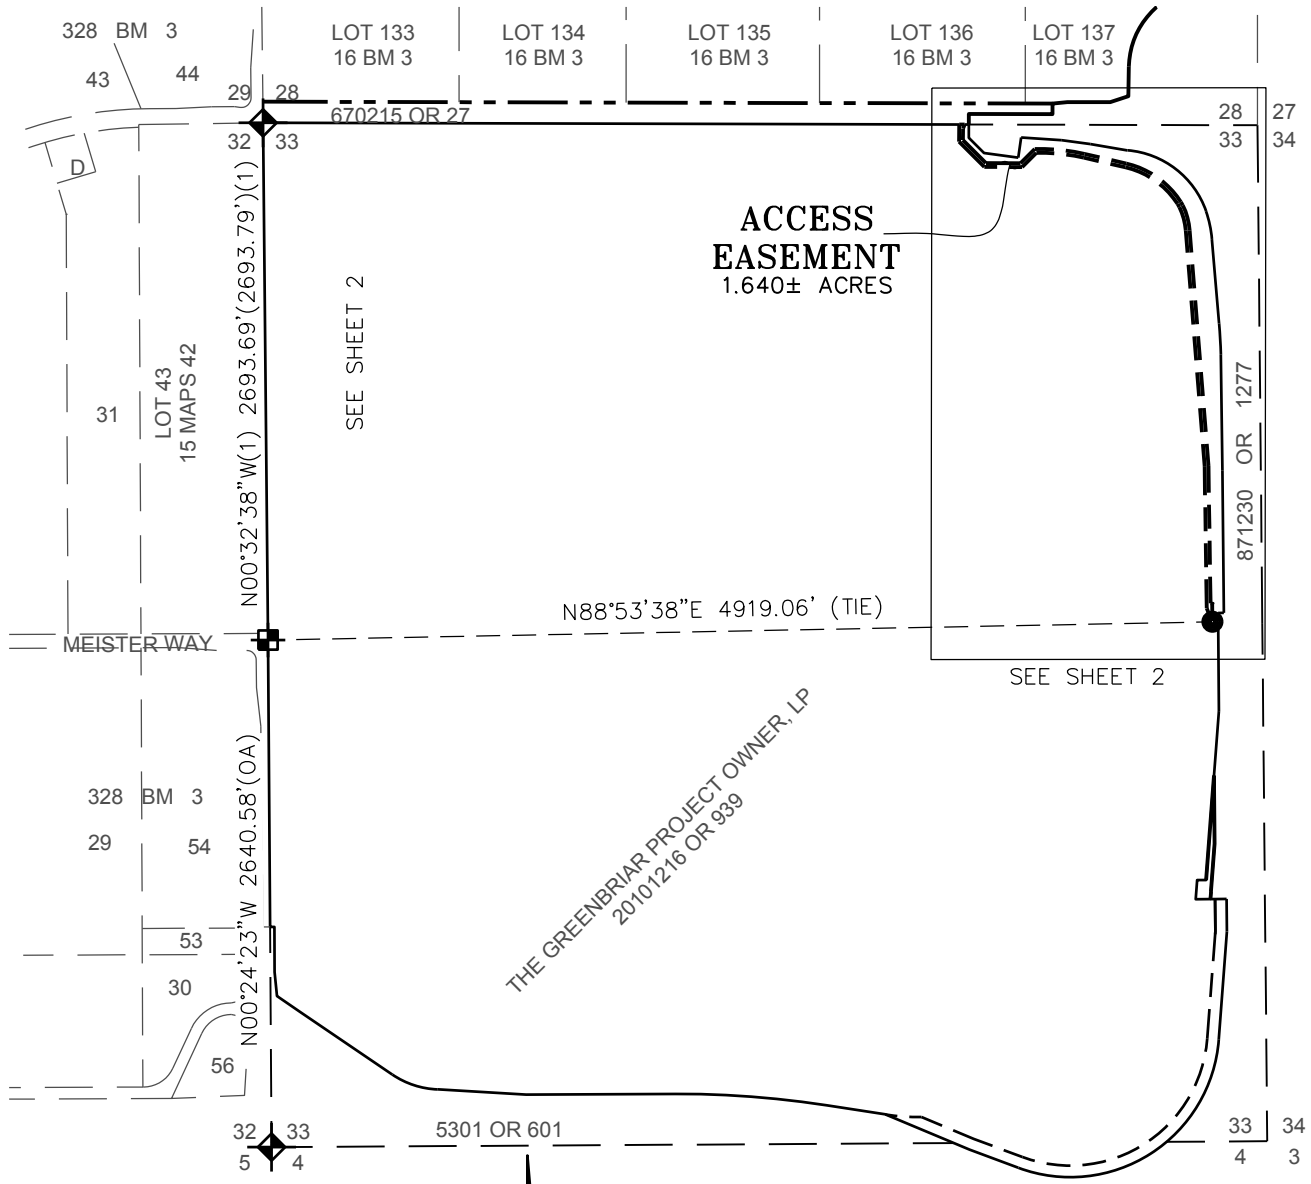 328 BM 3
43
44
LOT 133
16 BM 3
LOT 134
16 BM 3
LOT 135
16 BM 3
LOT 136
16 BM 3
LOT 137
16 BM 3
29 28
32 33
670215 OR 27
28 27
33 34
D
N00°32'38"W(1) 2693.69'(2693.79')(1)
SEE SHEET 2
ACCESS
EASEMENT
1.640± ACRES
31
LOT 43
15 MAPS 42
871230 OR 1277
N88°53'38"E 4919.06' (TIE)
MEISTER WAY
SEE SHEET 2
THE GREENBRIAR PROJECT OWNER, LP
20101216 OR 939
N00°24'23"W 2640.58'(OA)
328 BM 3
29
54
53
30
56
32 33
5 4
5301 OR 601
33 34
4 3